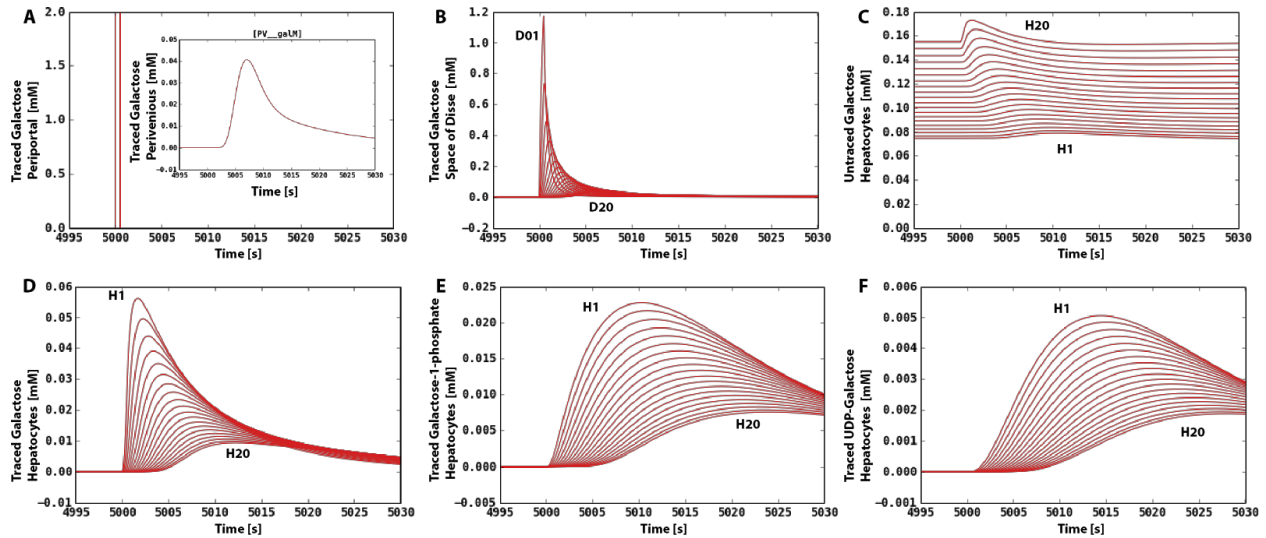 A
Traced Galactose
Periportal [mM]
2.0
1.5
1.0
0.5
0.0
4995 5000 5005 5010 5015 5020 5025 5030
Time [s]
[PV__galM]
Traced Galactose
Perivenious [mM]
0.05
0.04
0.03
0.02
0.01
0.00
−0.01
4995 5000 5005 5010 5015 5020 5025 5030
Time [s]
B
Traced Galactose
Space of Disse [mM]
1.2
1.0
0.8
0.6
0.4
0.2
0.0
−0.2
D01
D20
4995 5000 5005 5010 5015 5020 5025 5030
Time [s]
C
Untraced Galactose
Hepatocytes [mM]
0.18
0.16
0.14
0.12
0.10
0.08
0.06
0.04
0.02
0.00
H20
H1
4995 5000 5005 5010 5015 5020 5025 5030
Time [s]
D
Traced Galactose
Hepatocytes [mM]
0.06
0.05
0.04
0.03
0.02
0.01
0.00
−0.01
H1
H20
4995 5000 5005 5010 5015 5020 5025 5030
Time [s]
E
Traced Galactose-1-phosphate
Hepatocytes [mM]
0.025
0.020
0.015
0.010
0.005
0.000
−0.005
H1
H20
4995 5000 5005 5010 5015 5020 5025 5030
Time [s]
F
Traced UDP-Galactose
Hepatocytes [mM]
0.006
0.005
0.004
0.003
0.002
0.001
0.000
−0.001
H1
H20
4995 5000 5005 5010 5015 5020 5025 5030
Time [s]